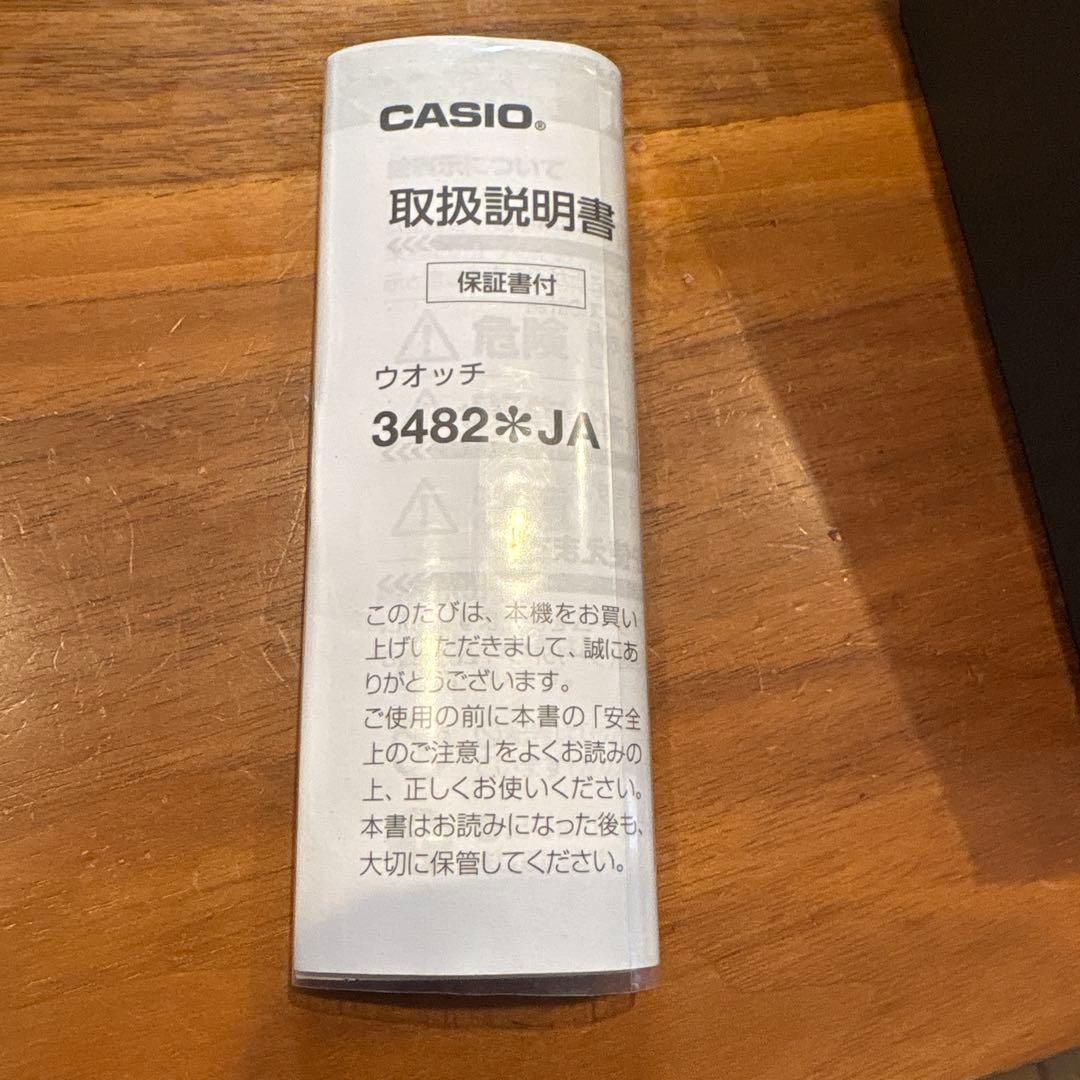 CASIO®
取扱説明書
保証書付
危険
ウオッチ
3482＊JA
このたびは、本機をお買い
上げいただきまして、誠にあ
りがとうございます。
ご使用の前に本書の「安全
上のご注意」をよくお読みの
上、正しくお使いください。
本書はお読みになった後も、
大切に保管してください。